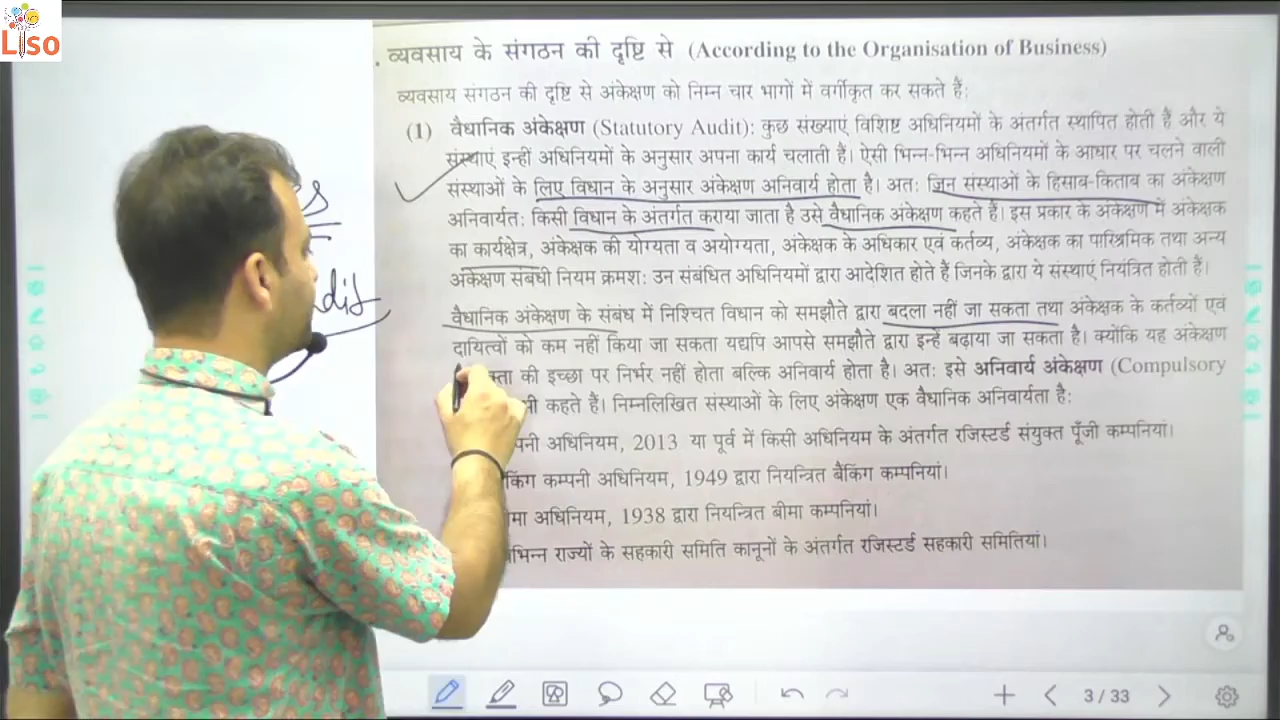 Liso
. व्यवसाय के संगठन की दृष्टि से (According to the Organisation of Business)
व्यवसाय संगठन की दृष्टि से अंकेक्षण को निम्न चार भागों में वर्गीकृत कर सकते हैं:
(1) वैधानिक अंकेक्षण (Statutory Audit): कुछ संख्याएं विशिष्ट अधिनियमों के अंतर्गत स्थापित होती हैं और ये
संस्थाएं इन्हीं अधिनियमों के अनुसार अपना कार्य चलाती हैं। ऐसी भिन्न-भिन्न अधिनियमों के आधार पर चलने वाली
संस्थाओं के लिए विधान के अनुसार अंकेक्षण अनिवार्य होता है। अतः जिन संस्थाओं के हिसाब-किताब का अंकेक्षण
अनिवार्यतः किसी विधान के अंतर्गत कराया जाता है उसे वैधानिक अंकेक्षण कहते हैं। इस प्रकार के अंकेक्षण में अंकेक्षक
का कार्यक्षेत्र, अंकेक्षक की योग्यता व अयोग्यता, अंकेक्षक के अधिकार एवं कर्तव्य, अंकेक्षक का पारिश्रमिक तथा अन्य
अंकेक्षण संबंधी नियम क्रमशः उन संबंधित अधिनियमों द्वारा आदेशित होते हैं जिनके द्वारा ये संस्थाएं नियंत्रित होती हैं।
dit
वैधानिक अंकेक्षण के संबंध में निश्चित विधान को समझौते द्वारा बदला नहीं जा सकता तथा अंकेक्षक के कर्तव्यों एवं
दायित्वों को कम नहीं किया जा सकता यद्यपि आपसे समझौते द्वारा इन्हें बढ़ाया जा सकता है। क्योंकि यह अंकेक्षण
की इच्छा पर निर्भर नहीं होता बल्कि अनिवार्य होता है। अतः इसे अनिवार्य अंकेक्षण (Compulsory
कहते हैं। निम्नलिखित संस्थाओं के लिए अंकेक्षण एक वैधानिक अनिवार्यता है:
पनी अधिनियम, 2013 या पूर्व में किसी अधिनियम के अंतर्गत रजिस्टर्ड संयुक्त पूँजी कम्पनियां।
किंग कम्पनी अधिनियम, 1949 द्वारा नियन्त्रित बैंकिंग कम्पनियां।
मा अधिनियम, 1938 द्वारा नियन्त्रित बीमा कम्पनियां।
भिन्न राज्यों के सहकारी समिति कानूनों के अंतर्गत रजिस्टर्ड सहकारी समितियां।
3 / 33